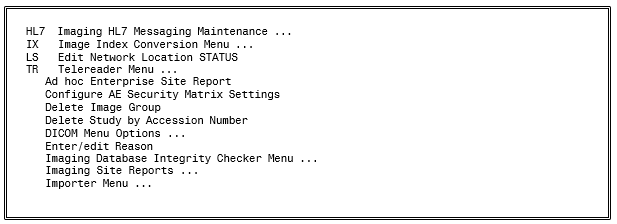 HL7  Imaging HL7 Messaging Maintenance ...
IX   Image Index Conversion Menu ...
LS   Edit Network Location STATUS
TR   Telereader Menu ...
Ad hoc Enterprise Site Report
Configure AE Security Matrix Settings
Delete Image Group
Delete Study by Accession Number
DICOM Menu Options ...
Enter/edit Reason
Imaging Database Integrity Checker Menu ...
Imaging Site Reports ...
Importer Menu ...